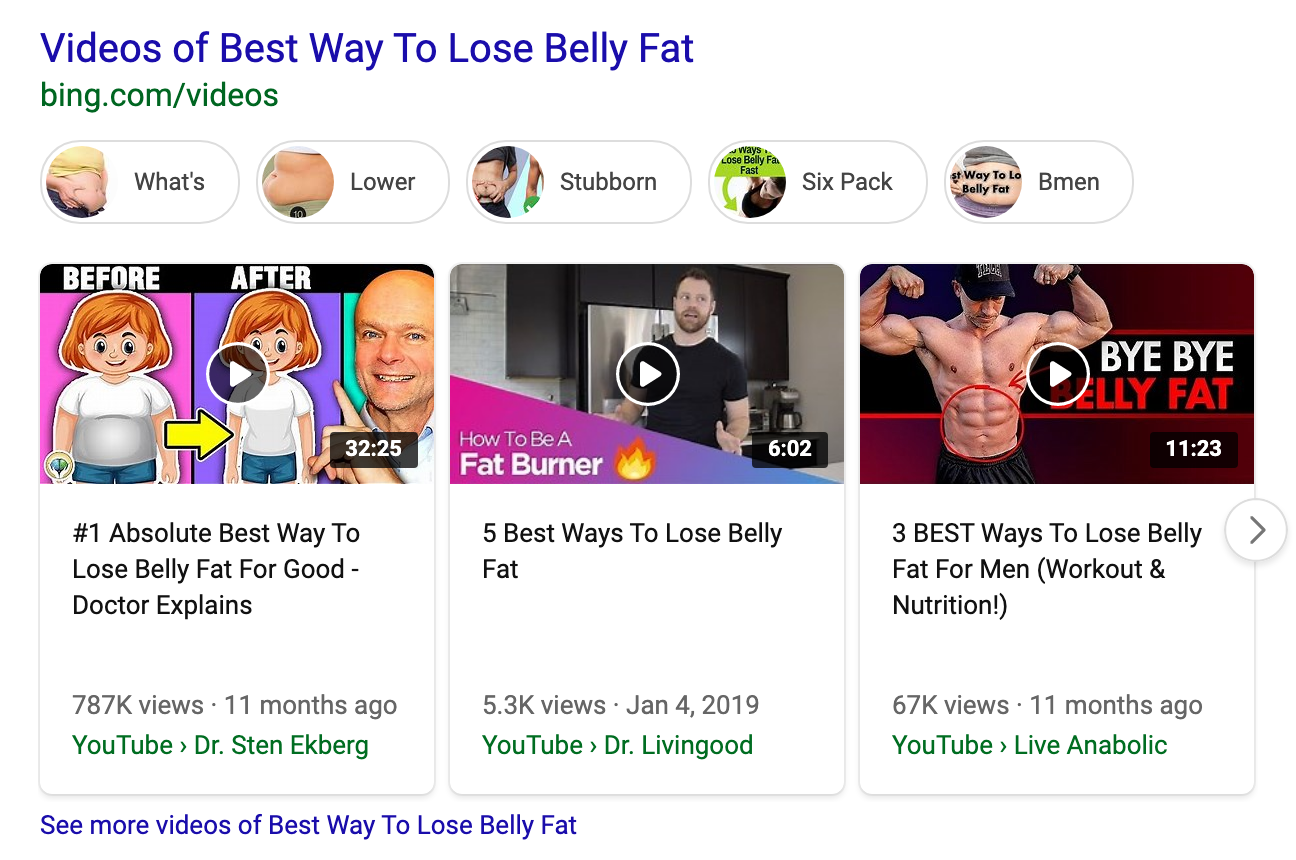 Videos of Best Way To Lose Belly Fat
bing.com/videos
What's
10
Lower
Stubborn
Ways
Lose Belly Fat
Fast
Six Pack
st Way To Lo
Belly Fat
Bmen
BEFORE
AFTER
32:25
How To Be A
Fat Burner
6:02
TECH
BYE BYE
BELLY FAT
11:23
#1 Absolute Best Way To
Lose Belly Fat For Good -
Doctor Explains
787K views · 11 months ago
YouTube › Dr. Sten Ekberg
5 Best Ways To Lose Belly
Fat
5.3K views · Jan 4, 2019
YouTube › Dr. Livingood
3 BEST Ways To Lose Belly
Fat For Men (Workout &
Nutrition!)
67K views · 11 months ago
YouTube › Live Anabolic
See more videos of Best Way To Lose Belly Fat